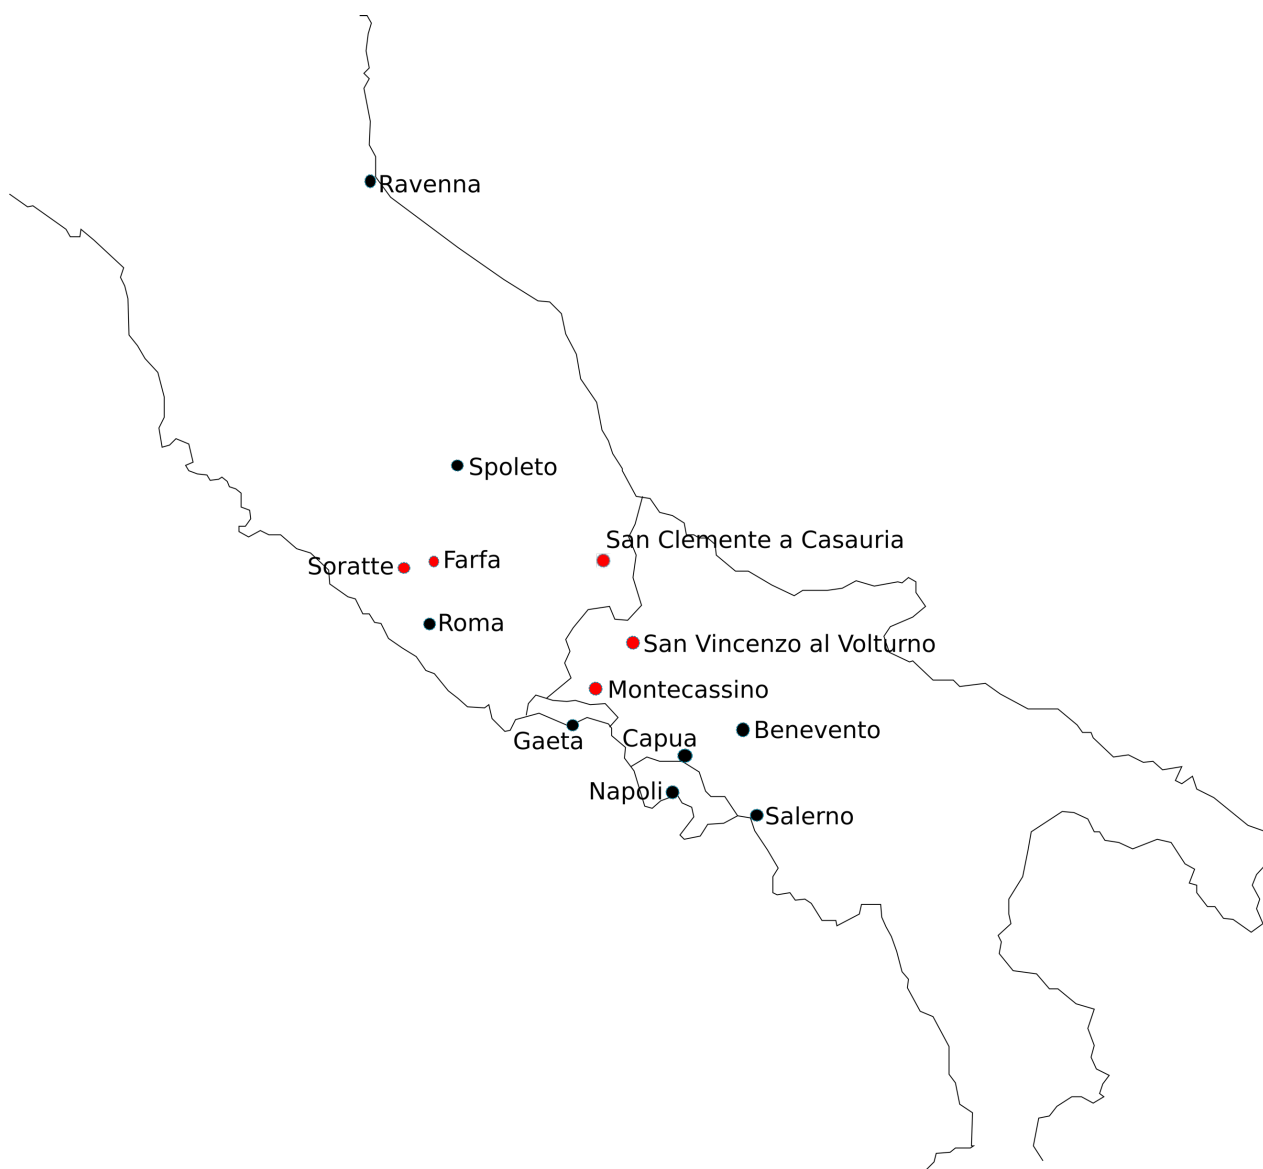 Ravenna
Spoleto
San Clemente a Casauria
Farfa
Soratte
Roma
San Vincenzo al Volturno
Montecassino
Benevento
Gaeta
Capua
Napoli
Salerno